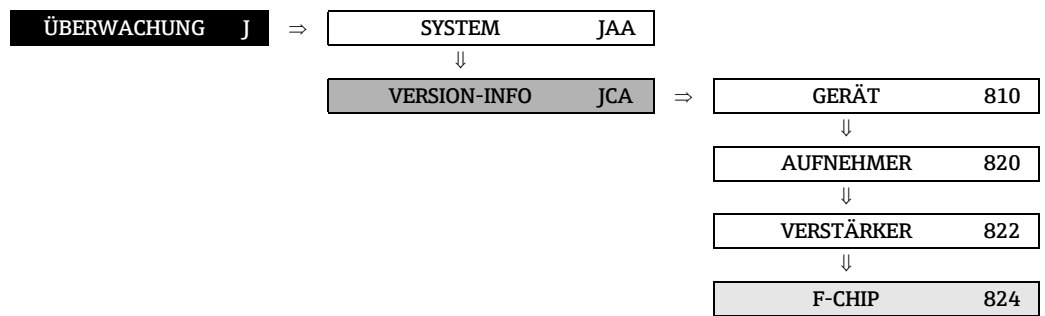 ÜBERWACHUNG J ⇒ SYSTEM JAA
⇓
VERSION-INFO JCA ⇒ GERÄT 810
⇓
AUFNEHMER 820
⇓
VERSTÄRKER 822
⇓
F-CHIP 824